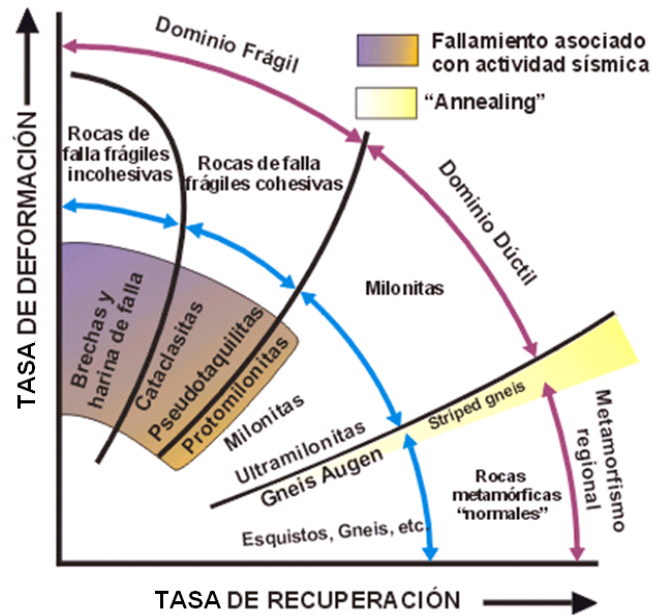 Dominio Frágil
Fallamiento asociado
con actividad sísmica
"Annealing"
TASA DE DEFORMACIÓN
Rocas de
falla frágiles
incohesivas
Rocas de falla
frágiles cohesivas
Dominio Dúctil
Milonitas
Brechas y
harina de falla
Cataclasitas
Pseudotaquilitas
Protomilonitas
Milonitas
Ultramilonitas
Gneis Augen
Striped gneis
Metamorfismo
regional
Rocas
metamórficas
"normales"
Esquistos, Gneis, etc.
TASA DE RECUPERACIÓN